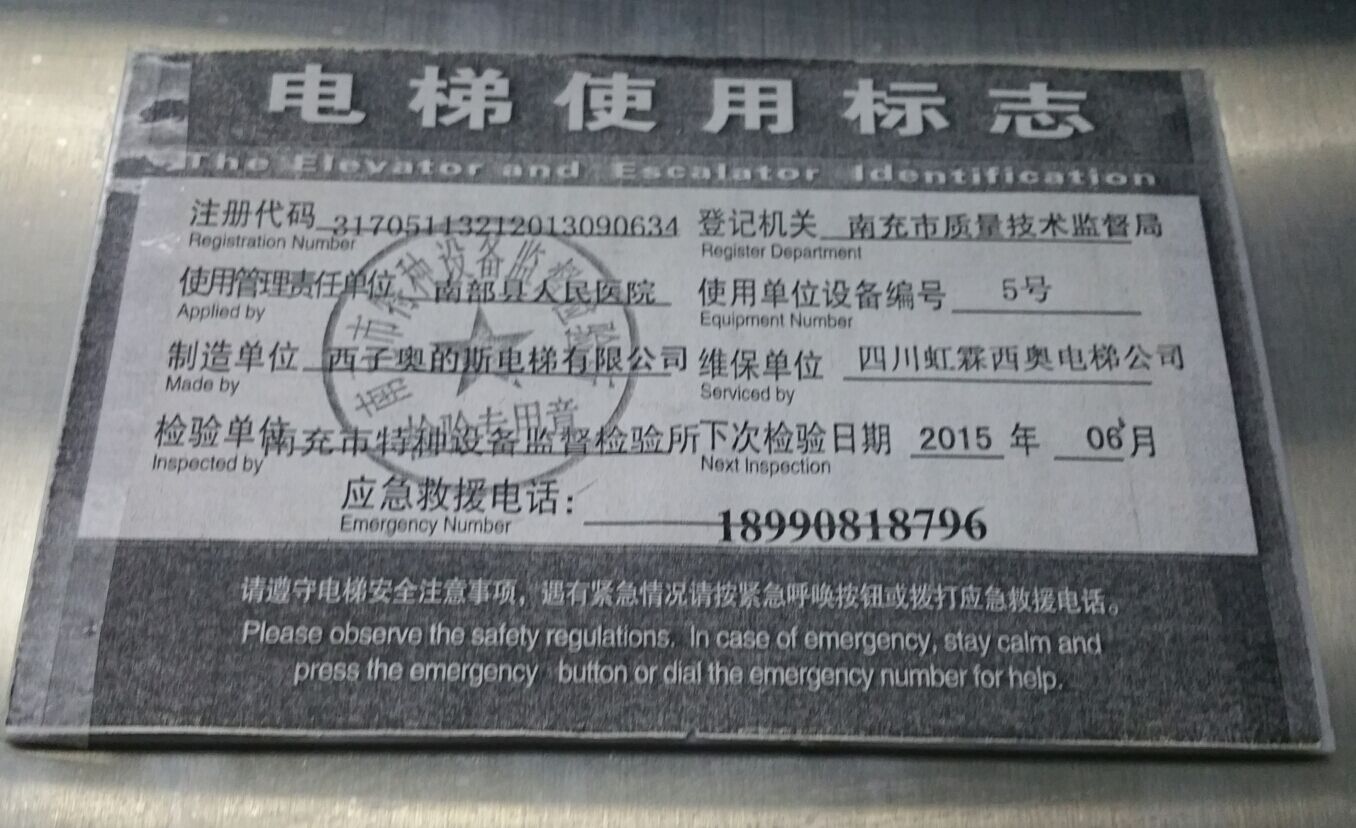 电梯使用标志
The Elevator and Escalator Identification
注册代码 31705113212013090634 登记机关 南充市质量技术监督局
Registration Number Register Department
使用管理责任单位 南部县人民医院 使用单位设备编号 5号
Applied by Equipment Number
制造单位 西子奥的斯电梯有限公司 维保单位 四川虹霖西奥电梯公司
Made by Serviced by
检验单位 南充市特种设备监督检验所 下次检验日期 2015 年 06 月
Inspected by Next Inspection
应急救援电话: 18990818796
Emergency Number
请遵守电梯安全注意事项，遇有紧急情况请按紧急呼唤按钮或拨打应急救援电话。
Please observe the safety regulations. In case of emergency, stay calm and
press the emergency button or dial the emergency number for help.
检验专用章